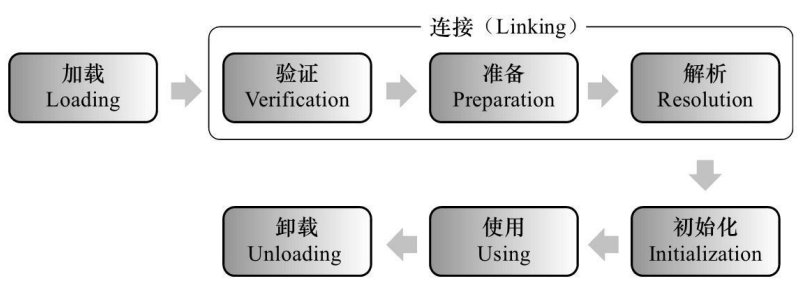 连接（Linking）
加载
Loading
验证
Verification
准备
Preparation
解析
Resolution
初始化
Initialization
使用
Using
卸载
Unloading